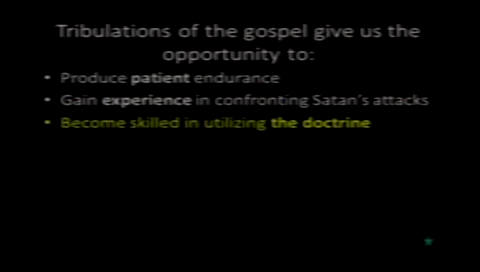 Tribulations of the gospel give us the
opportunity to:
• Produce patient endurance
• Gain experience in confronting Satan's attacks
• Become skilled in utilizing the doctrine